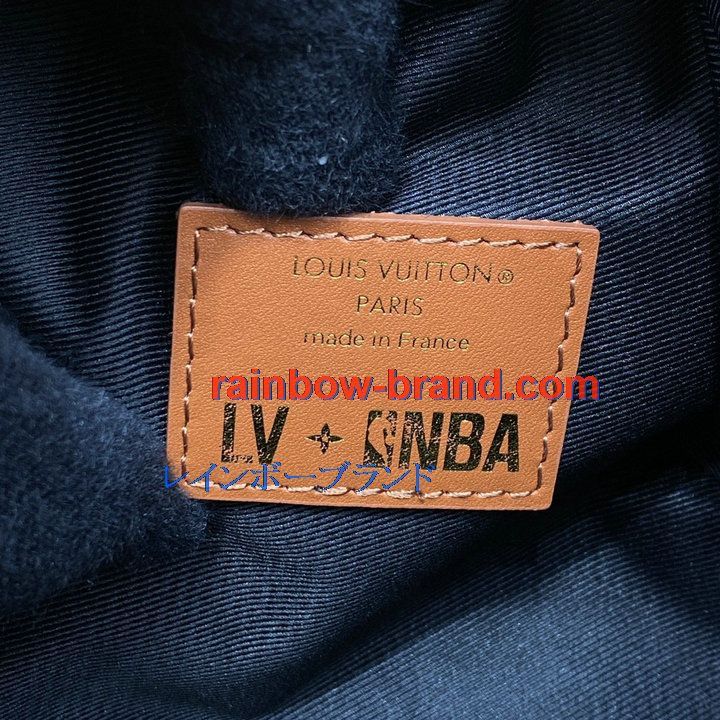 LOUIS VUITTON®
PARIS
made in France
rainbow-brand.com
LV NBA
レインボーブランド